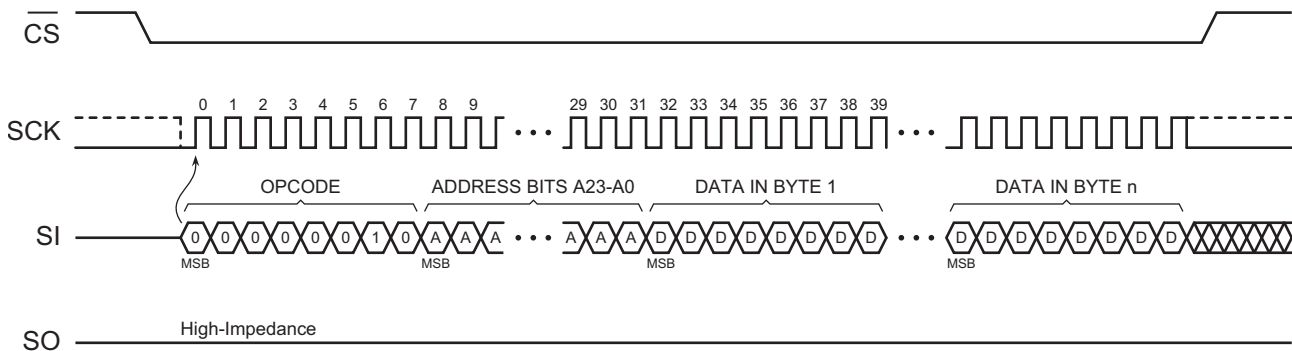 CS
0 1 2 3 4 5 6 7 8 9 29 30 31 32 33 34 35 36 37 38 39
SCK
OPCODE ADDRESS BITS A23-A0 DATA IN BYTE 1 DATA IN BYTE n
SI 0 0 0 0 0 0 1 0 A A A A A A D D D D D D D D D D D D D D D D
MSB MSB MSB MSB
High-Impedance
SO